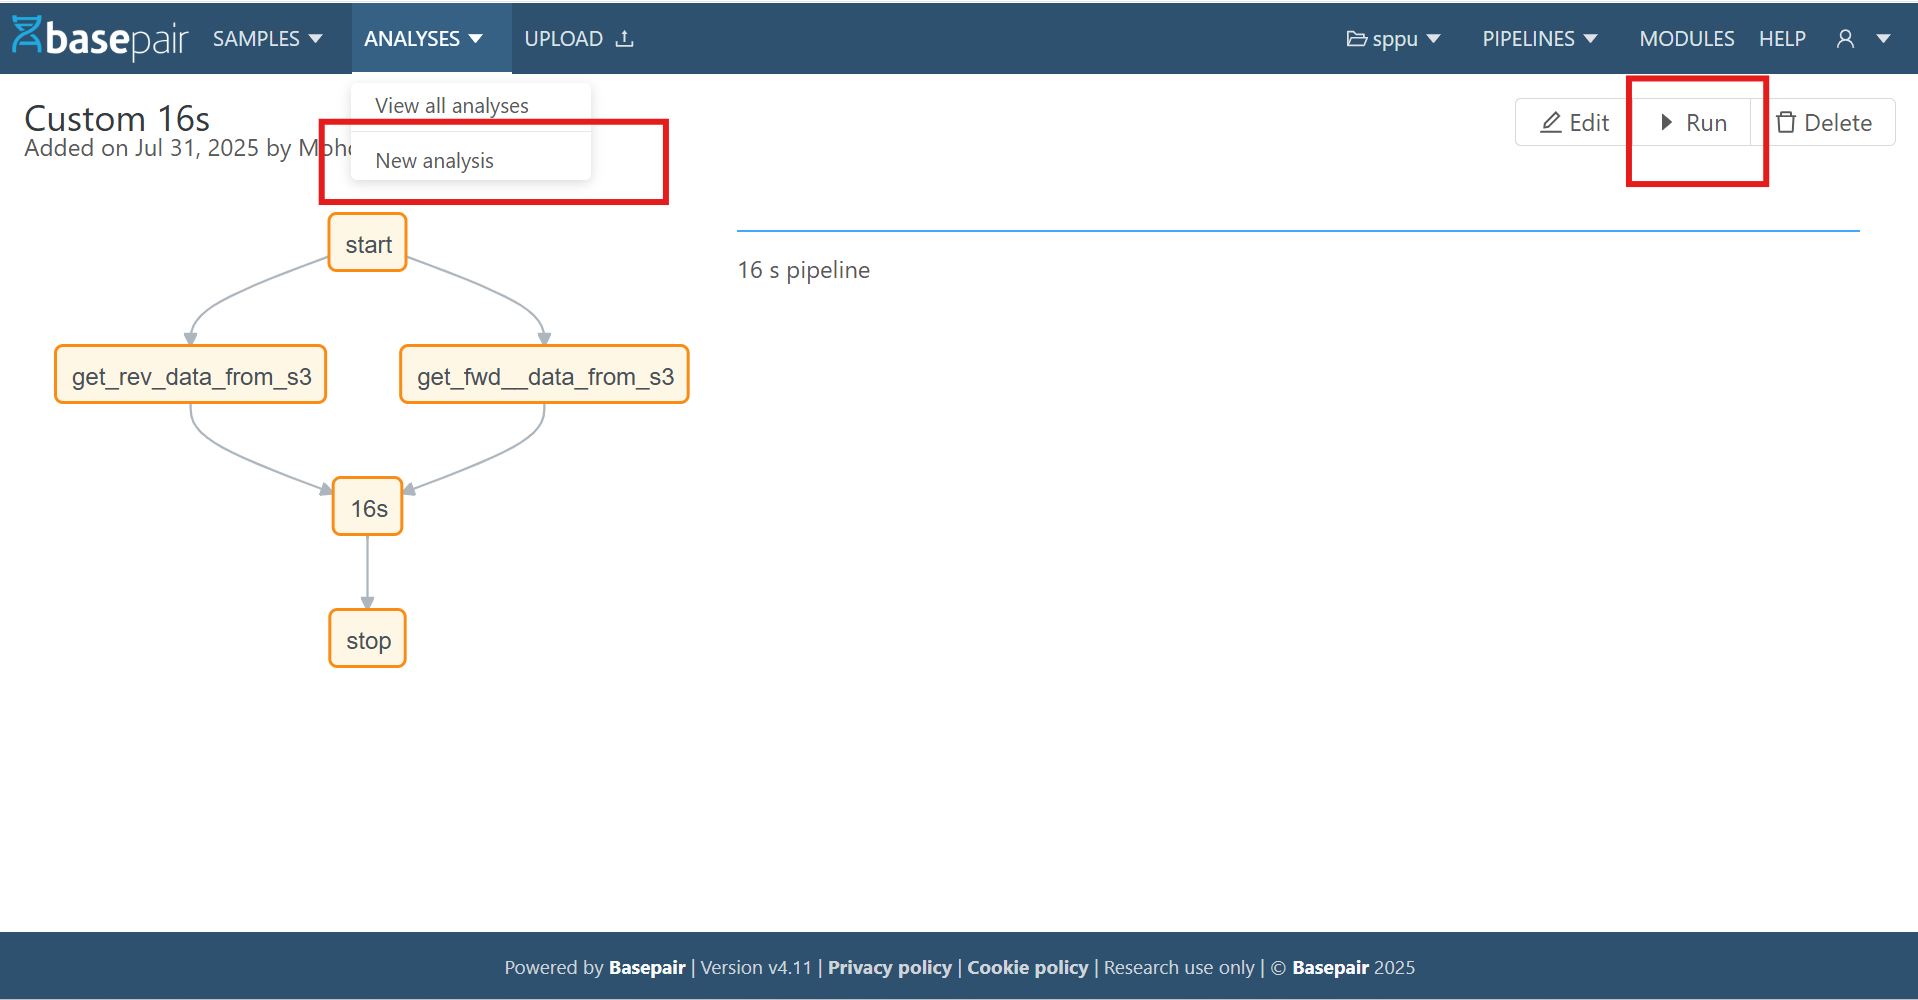 basepair SAMPLES ANALYSES UPLOAD sppu PIPELINES MODULES HELP
View all analyses
New analysis
Custom 16s
Added on Jul 31, 2025 by
Edit Run Delete
start
16 s pipeline
get_rev_data_from_s3 get_fwd__data_from_s3
16s
stop
Powered by Basepair | Version v4.11 | Privacy policy | Cookie policy | Research use only | © Basepair 2025